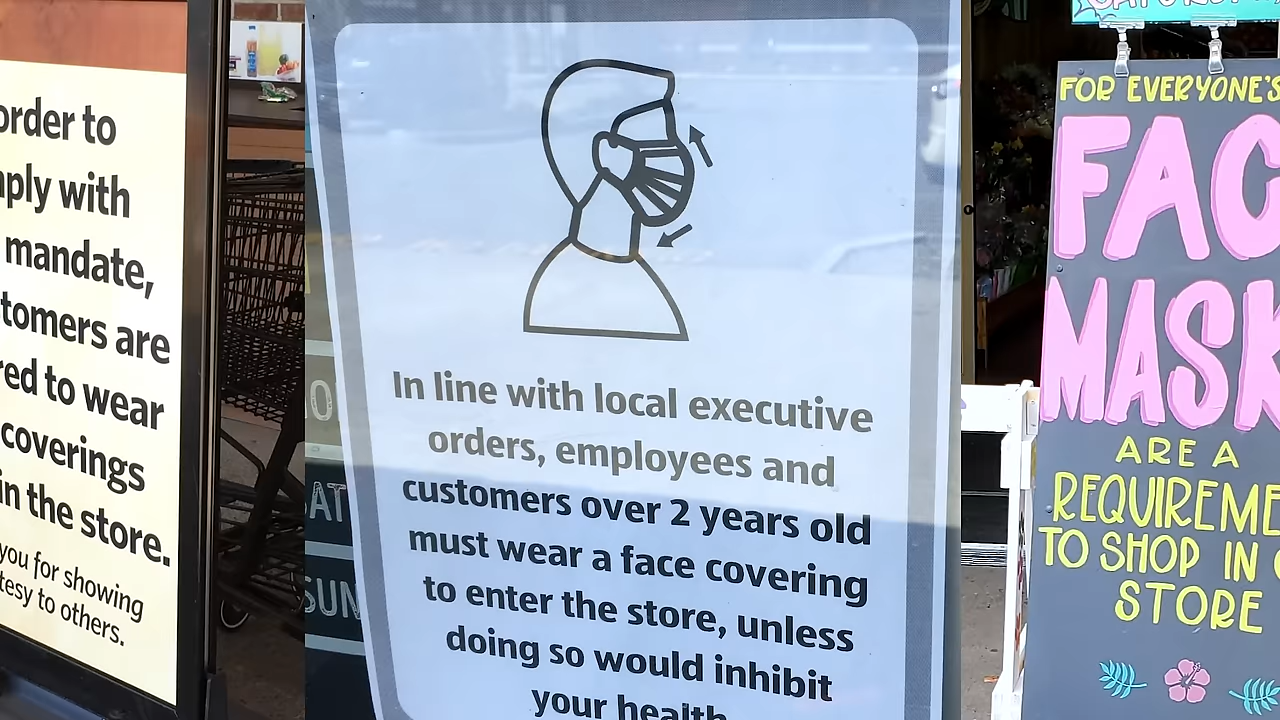 order to
mply with
mandate,
tomers are
red to wear
coverings
in the store.
you for showing
tesy to others.
AT
SUN
In line with local executive
orders, employees and
customers over 2 years old
must wear a face covering
to enter the store, unless
doing so would inhibit
your health
FOR EVERYONE'S
FAC
MASK
ARE A
REQUIREME
TO SHOP IN
STORE